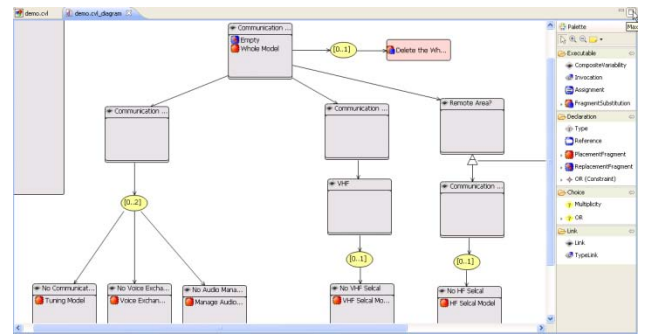 demo.cvl
demo.cvl_diagram
Communication ...
Empty
Whole Model
[0..1]
Delete the Wh...
Communication ...
Communication ...
Remote Area?
VHF
Communication ...
[0..2]
[0..1]
[0..1]
No Communicat...
Tuning Model
No Voice Excha...
Voice Exchan...
No Audio Mana...
Manage Audio...
No VHF Selcal
VHF Selcal Mo...
No HF Selcal
HF Selcal Model
Palette
Max
Executable
CompositeVariability
Invocation
Assignment
FragmentSubstitution
Declaration
Type
Reference
PlacementFragment
ReplacementFragment
OR (Constraint)
Choice
Multiplicity
OR
Link
Link
TypeLink